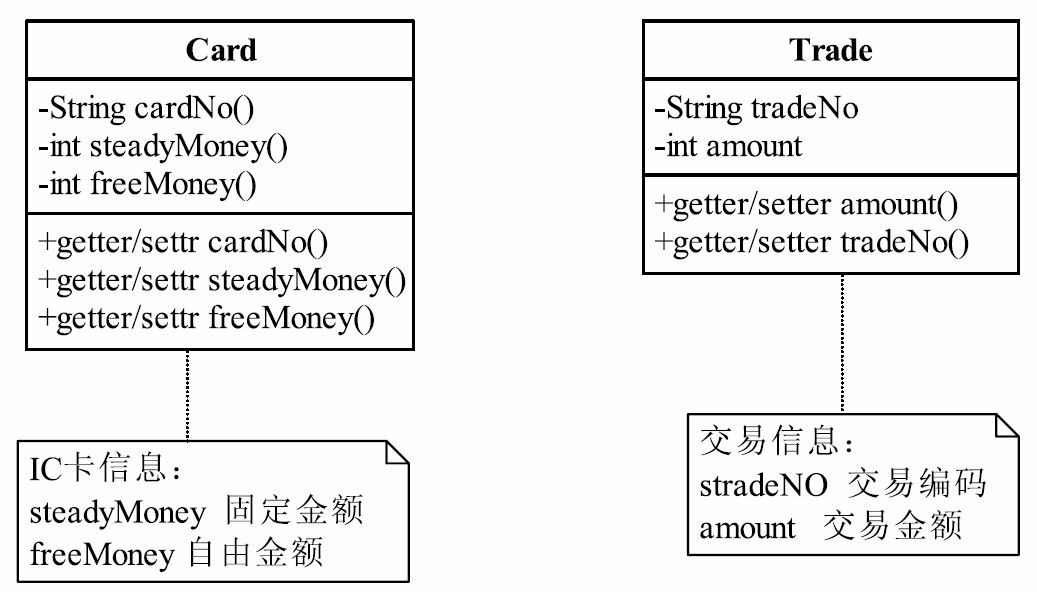 Card
-String cardNo()
-int steadyMoney()
-int freeMoney()
+getter/settr cardNo()
+getter/settr steadyMoney()
+getter/settr freeMoney()
IC卡信息：
steadyMoney 固定金额
freeMoney 自由金额
Trade
-String tradeNo
-int amount
+getter/setter amount()
+getter/setter tradeNo()
交易信息：
stradeNO 交易编码
amount 交易金额